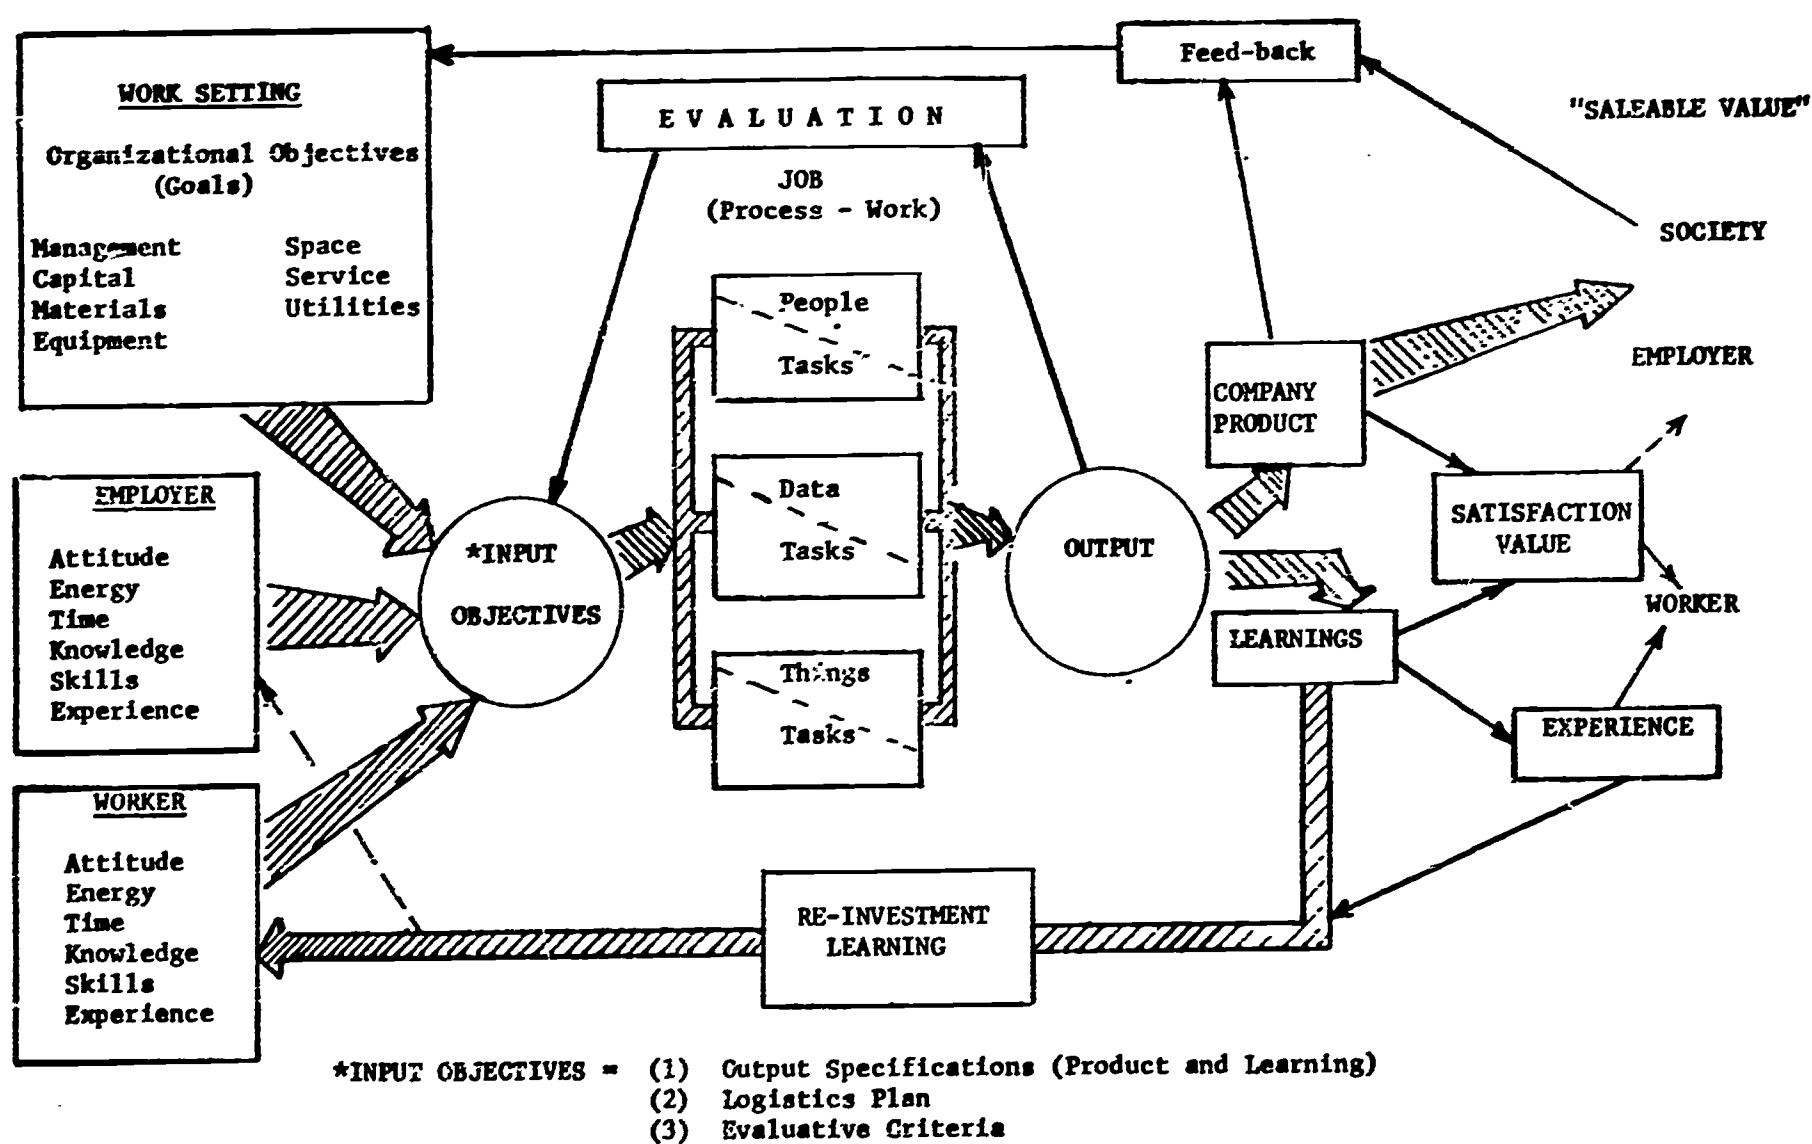 Feed-back
"SALEABLE VALUE"
WORK SETTING
Organizational Objectives
(Goals)
Management
Capital
Materials
Equipment
Space
Service
Utilities
EVALUATION
JOB
(Process - Work)
People
Tasks
Data
Tasks
Things
Tasks
SOCIETY
EMPLOYER
COMPANY
PRODUCT
SATISFACTION
VALUE
WORKER
EMPLOYER
Attitude
Energy
Time
Knowledge
Skills
Experience
*INPUT
OBJECTIVES
OUTPUT
LEARNINGS
EXPERIENCE
WORKER
Attitude
Energy
Time
Knowledge
Skills
Experience
RE-INVESTMENT
LEARNING
*INPUT OBJECTIVES = (1) Output Specifications (Product and Learning)
(2) Logistics Plan
(3) Evaluative Criteria